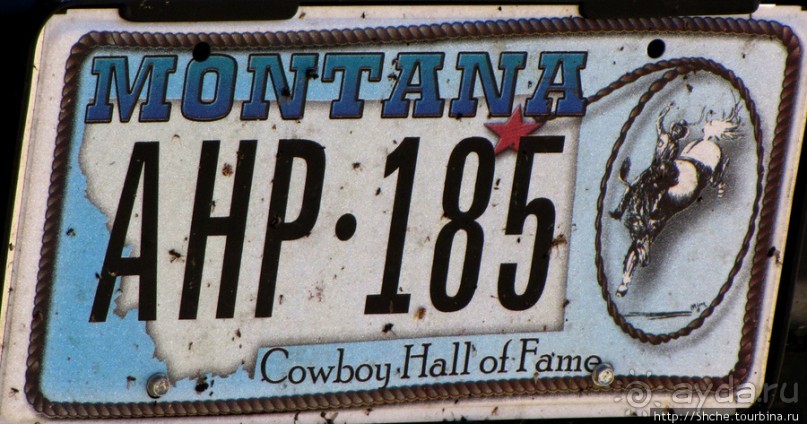 MONTANA
AHP·185
Cowboy Hall of Fame
ayda.ru
http://Shche.tourbina.ru